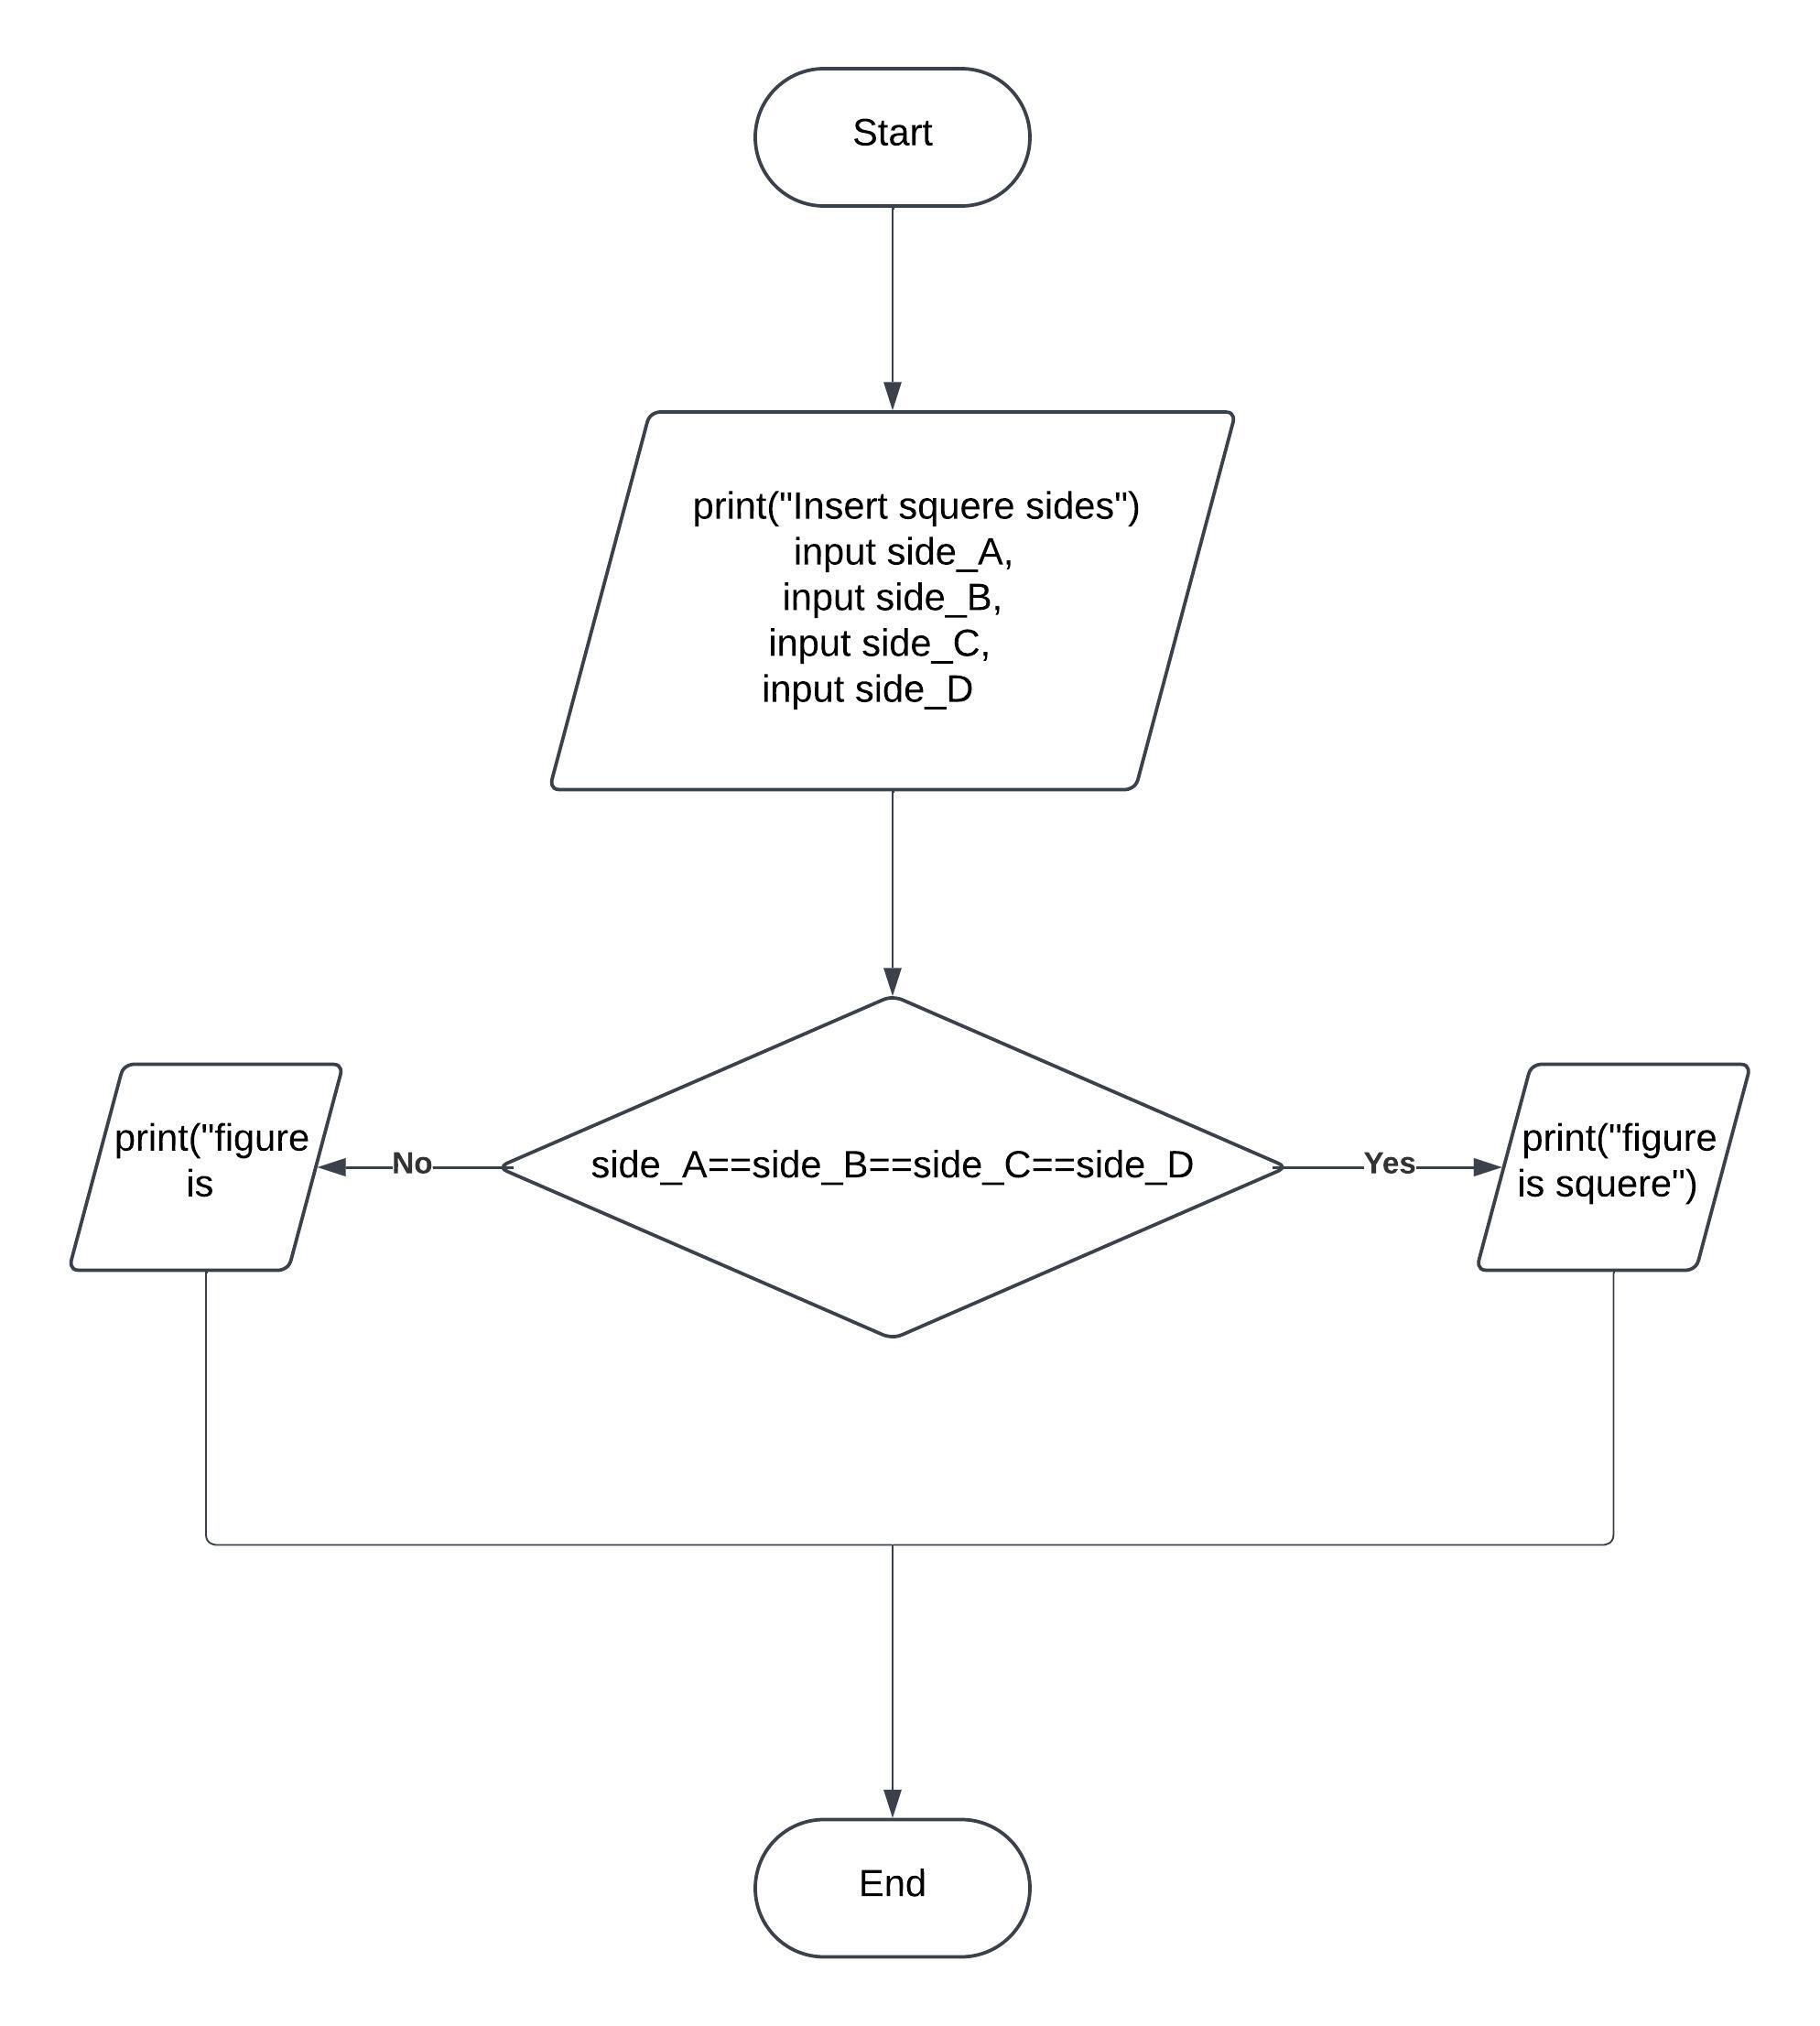 Start
print("Insert squere sides")
input side_A,
input side_B,
input side_C,
input side_D
side_A==side_B==side_C==side_D
No
print("figure
is
Yes
print("figure
is squere")
End